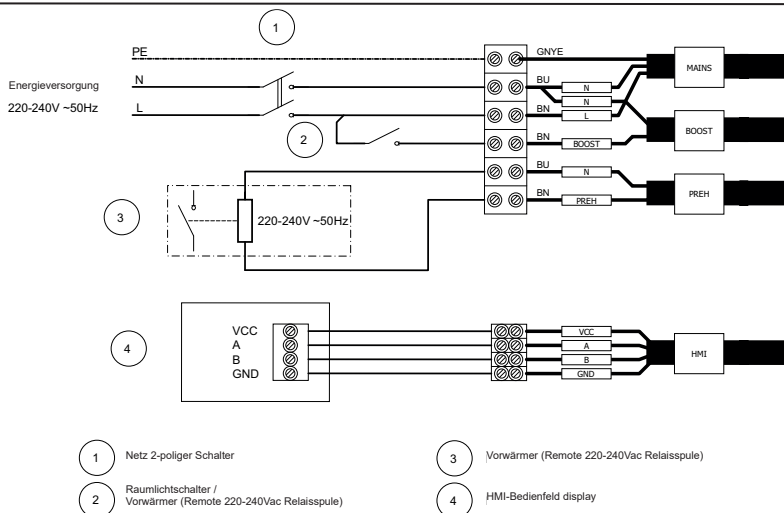 1
PE
GNYE
MAINS
Energieversorgung
N
BU
N
N
220-240V ~50Hz
L
BN
L
2
BN
BOOST
BOOST
BU
N
3
220-240V ~50Hz
BN
PREH
PREH
4
VCC
VCC
A
A
B
B
GND
GND
HMI
1
Netz 2-poliger Schalter
3
Vorwärmer (Remote 220-240Vac Relaisspule)
2
Raumlichtschalter /
Vorwärmer (Remote 220-240Vac Relaisspule)
4
HMI-Bedienfeld display